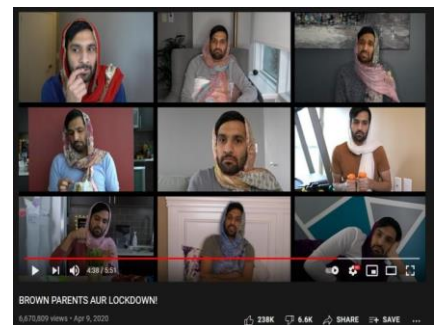 4:38 / 5:51
BROWN PARENTS AUR LOCKDOWN!
6,670,809 views • Apr 9, 2020
238K 6.6K SHARE SAVE ...